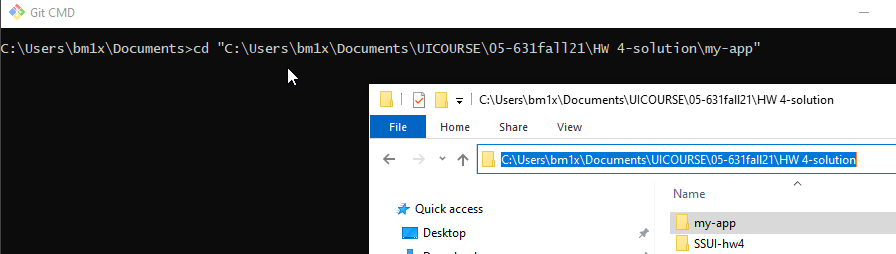 Git CMD
C:\Users\bm1x\Documents>cd "C:\Users\bm1x\Documents\UICOURSE\05-631fall21\HW 4-solution\my-app"
C:\Users\bm1x\Documents\UICOURSE\05-631fall21\HW 4-solution
File Home Share View
C:\Users\bm1x\Documents\UICOURSE\05-631fall21\HW 4-solution
Name
Quick access
my-app
Desktop
SSUI-hw4